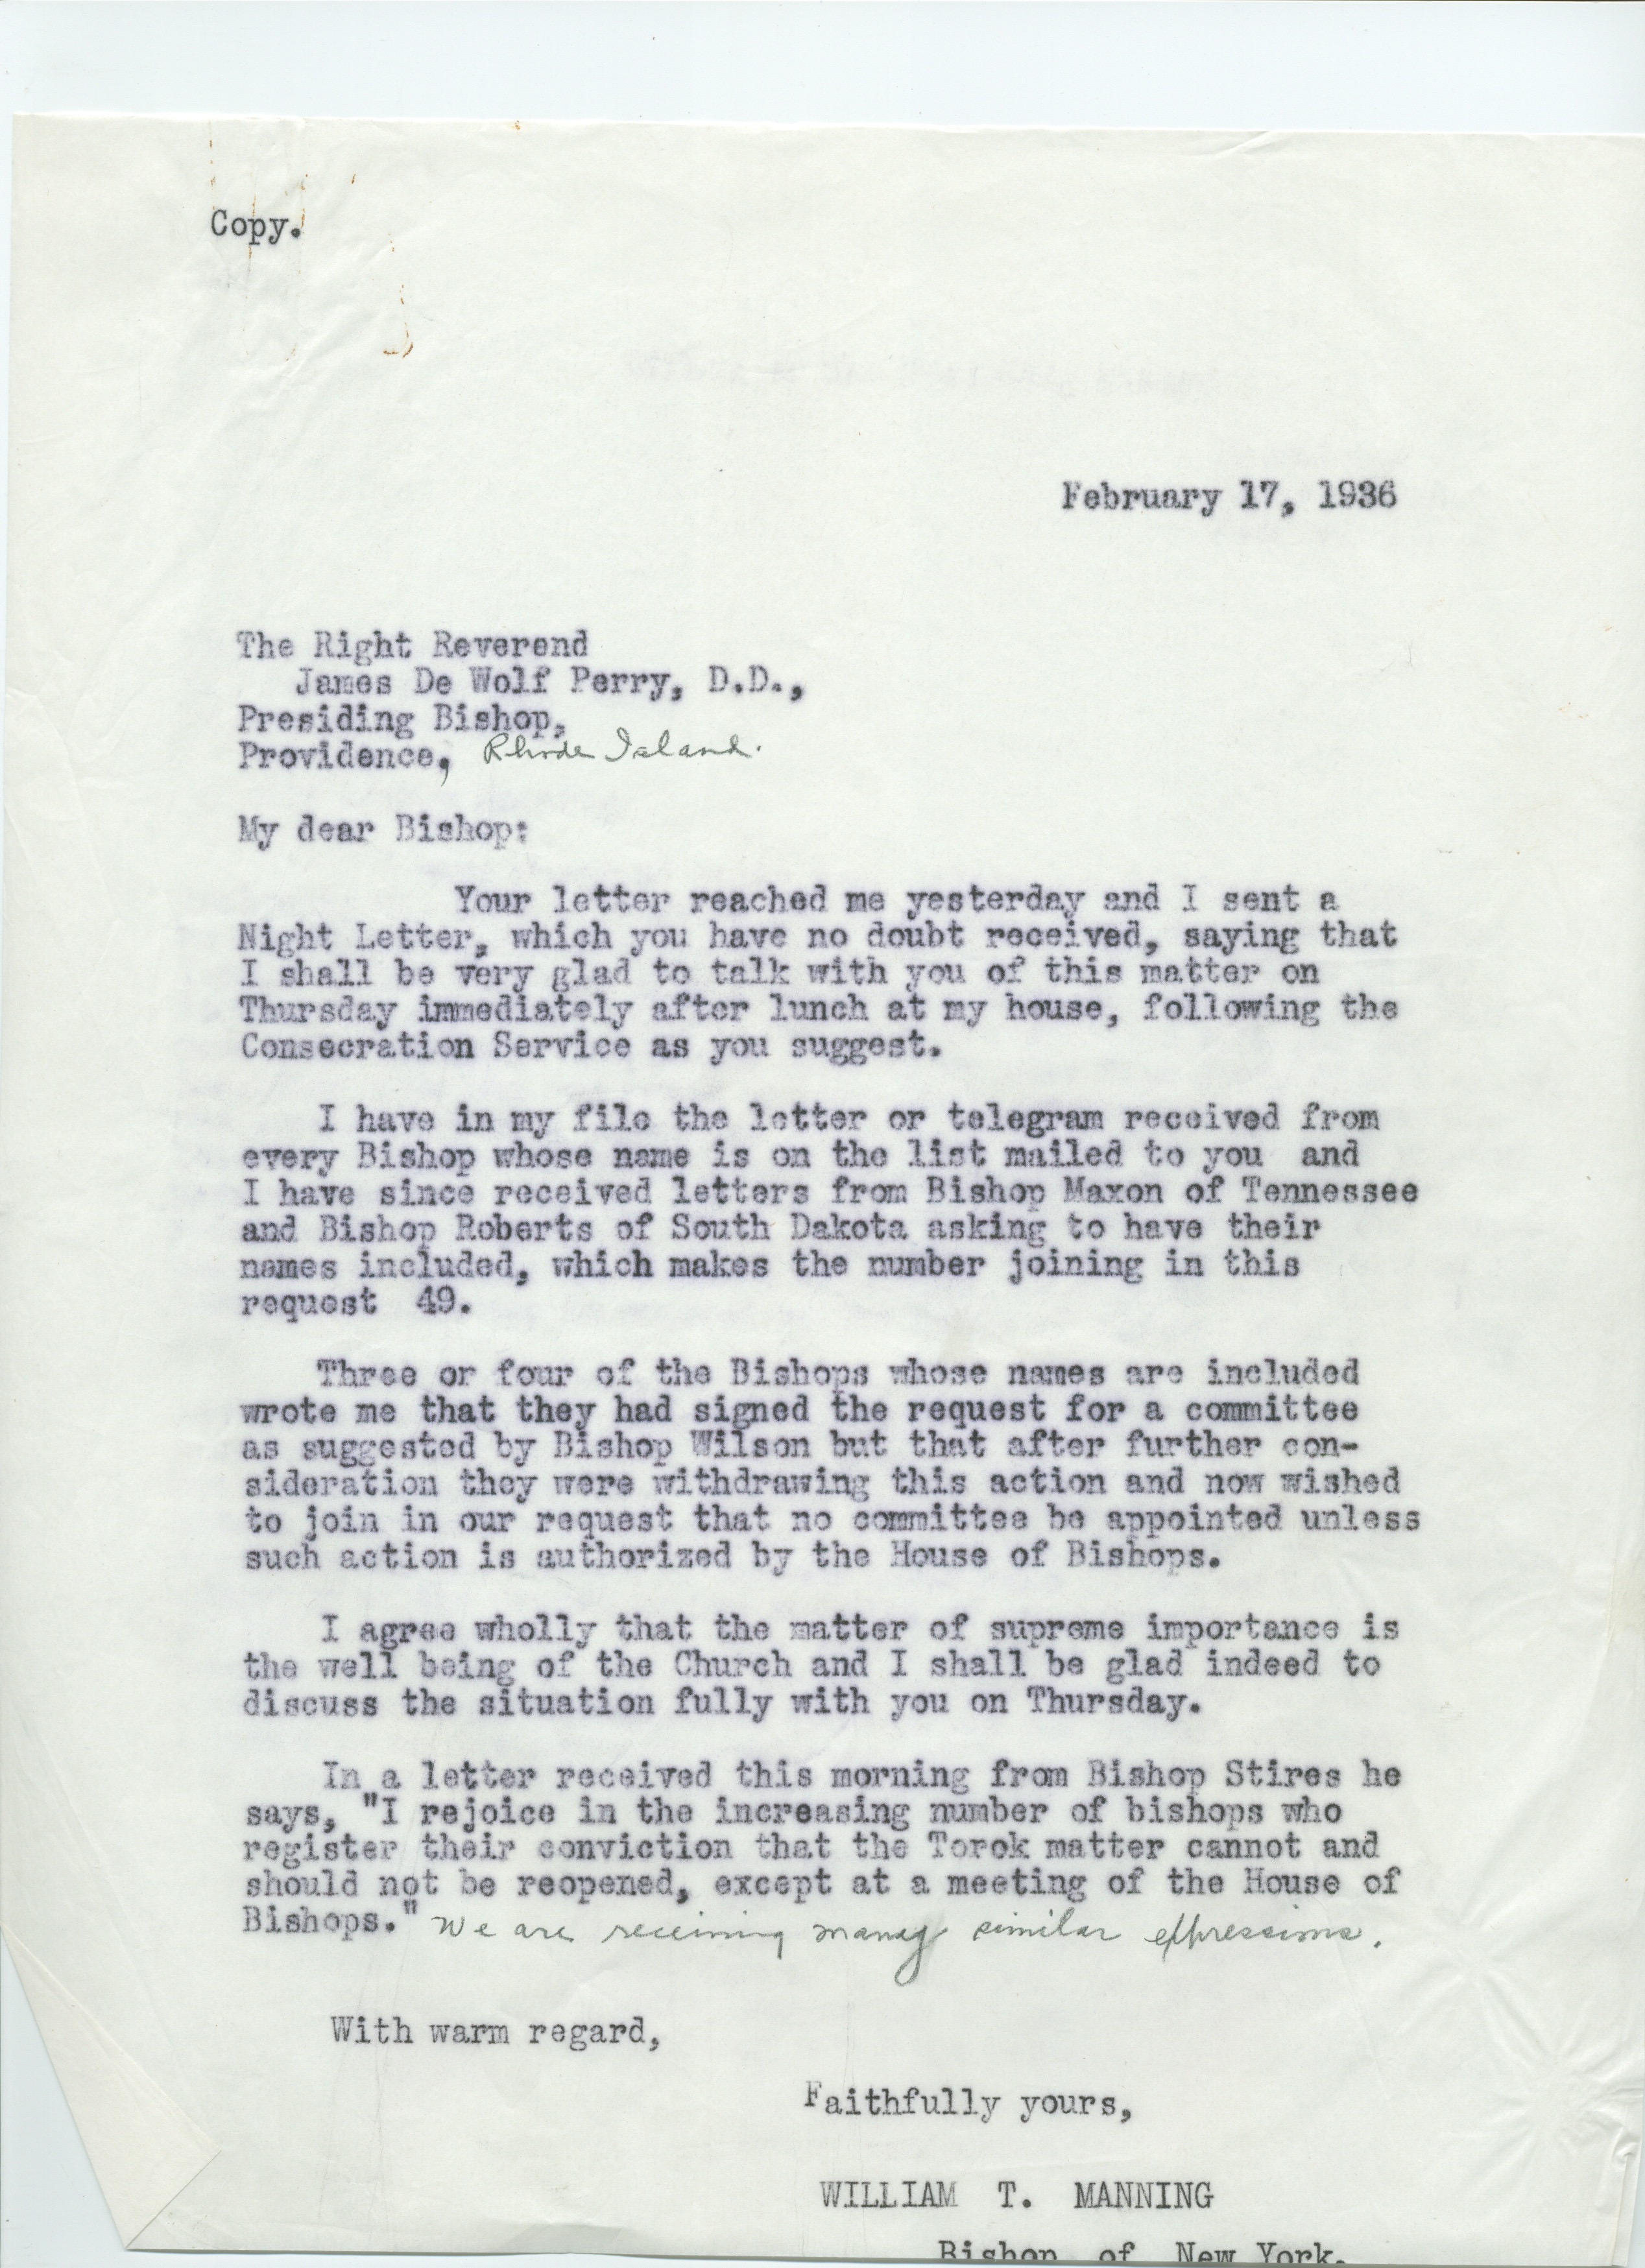 Copy.
February 17, 1936
The Right Reverend
James De Wolf Perry, D.D.,
Presiding Bishop,
Providence, Rhode Island.
My dear Bishop:
Your letter reached me yesterday and I sent a
Night Letter, which you have no doubt received, saying that
I shall be very glad to talk with you of this matter on
Thursday immediately after lunch at my house, following the
Consecration Service as you suggest.
I have in my file the letter or telegram received from
every Bishop whose name is on the list mailed to you and
I have since received letters from Bishop Maxon of Tennessee
and Bishop Roberts of South Dakota asking to have their
names included, which makes the number joining in this
request 49.
Three or four of the Bishops whose names are included
wrote me that they had signed the request for a committee
as suggested by Bishop Wilson but that after further con-
sideration they were withdrawing this action and now wished
to join in our request that no committee be appointed unless
such action is authorized by the House of Bishops.
I agree wholly that the matter of supreme importance is
the well being of the Church and I shall be glad indeed to
discuss the situation fully with you on Thursday.
In a letter received this morning from Bishop Stires he
says, "I rejoice in the increasing number of bishops who
register their conviction that the Torok matter cannot and
should not be reopened, except at a meeting of the House of
Bishops." We are receiving many similar expressions.
With warm regard,
Faithfully yours,
WILLIAM T. MANNING
Bishop of New York.